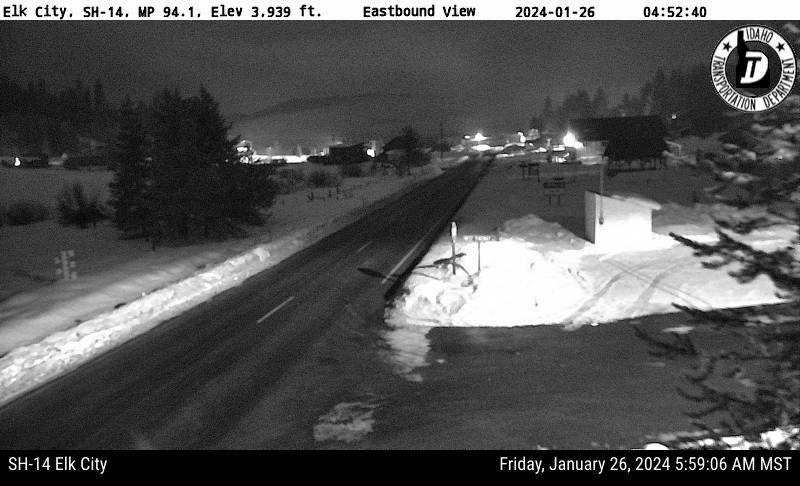 Elk City, SH-14, MP 94.1, Elev 3,939 ft. Eastbound View 2024-01-26 04:52:40
IDAHO
TRANSPORTATION DEPARTMENT
SH-14 Elk City Friday, January 26, 2024 5:59:06 AM MST